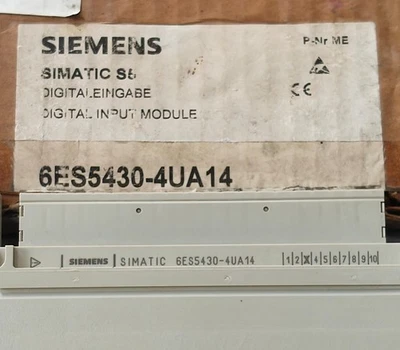 SIEMENS
P-Nr ME
SIMATIC S5
DIGITALEINGABE
CE
DIGITAL INPUT MODULE
6ES5430-4UA14
SIEMENS SIMATIC 6ES5430-4UA14 |1|2|X|4|5|6|7|8|9|10|